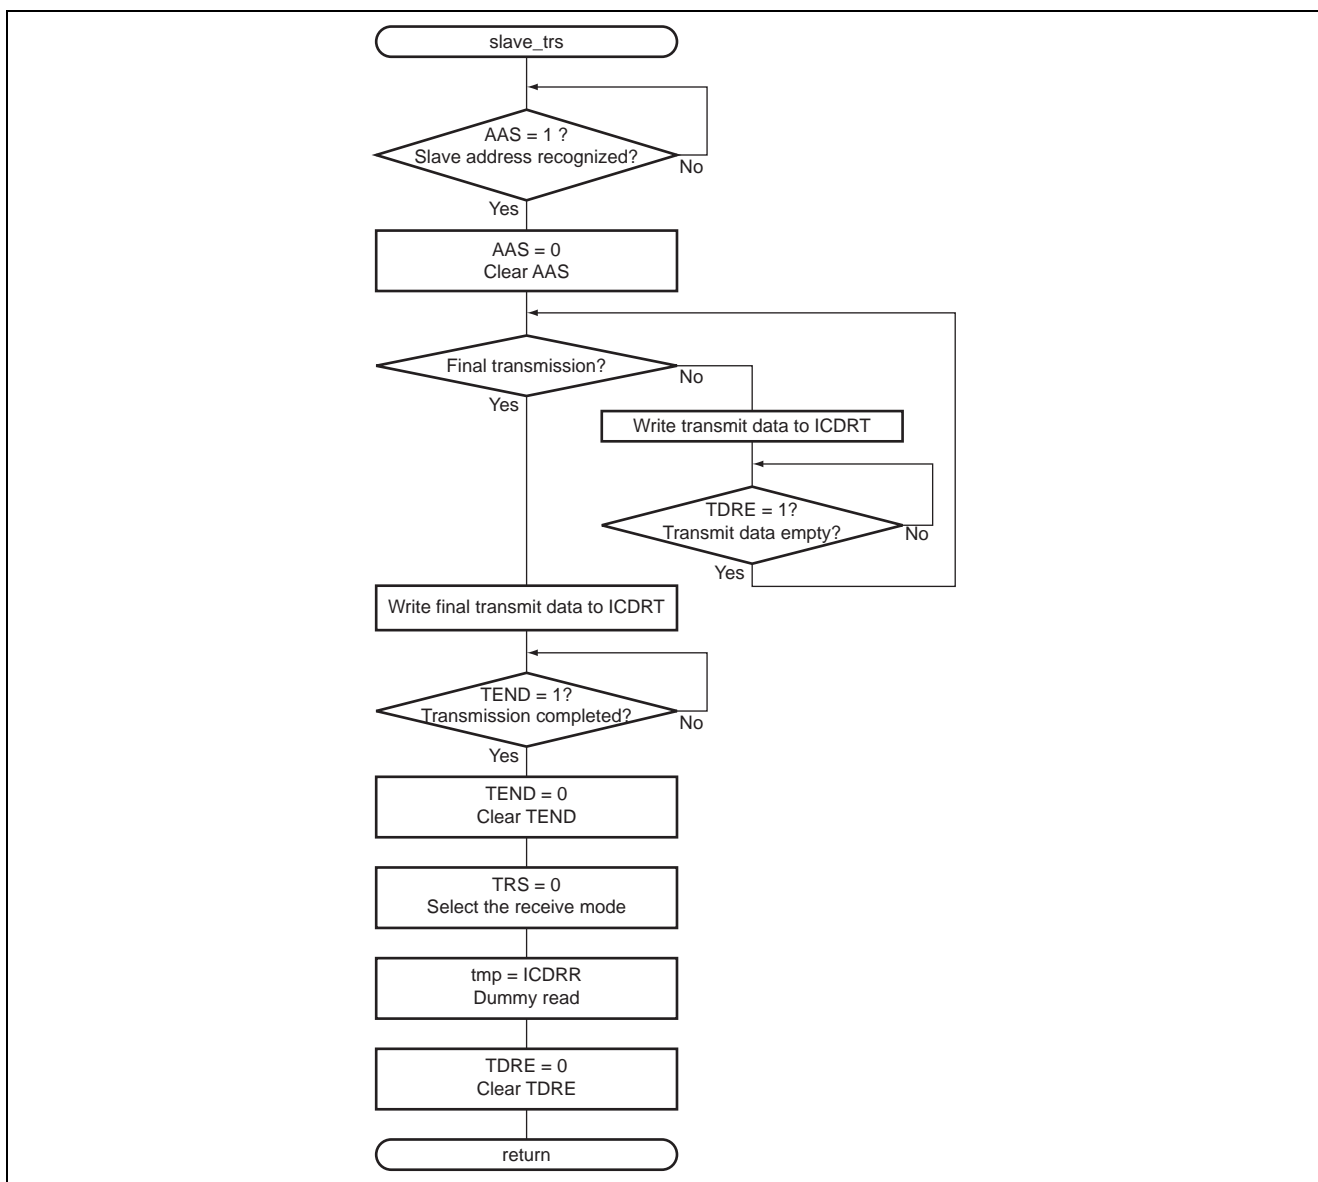 slave_trs
AAS = 1 ?
Slave address recognized?
No
Yes
AAS = 0
Clear AAS
Final transmission?
No
Yes
Write transmit data to ICDRT
TDRE = 1?
Transmit data empty?
No
Yes
Write final transmit data to ICDRT
TEND = 1?
Transmission completed?
No
Yes
TEND = 0
Clear TEND
TRS = 0
Select the receive mode
tmp = ICDRR
Dummy read
TDRE = 0
Clear TDRE
return